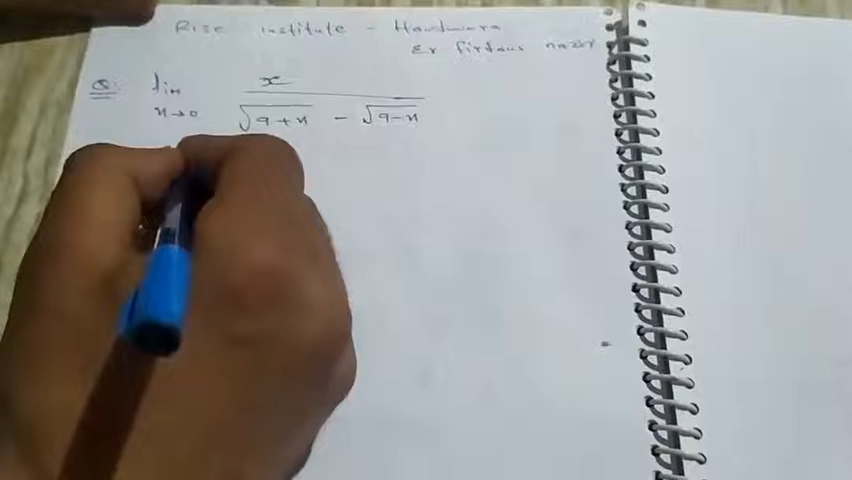 Rise institute - Handwara
Er firdous nazir
Q: lim x→0 x / (√(9+x) - √(9-x))